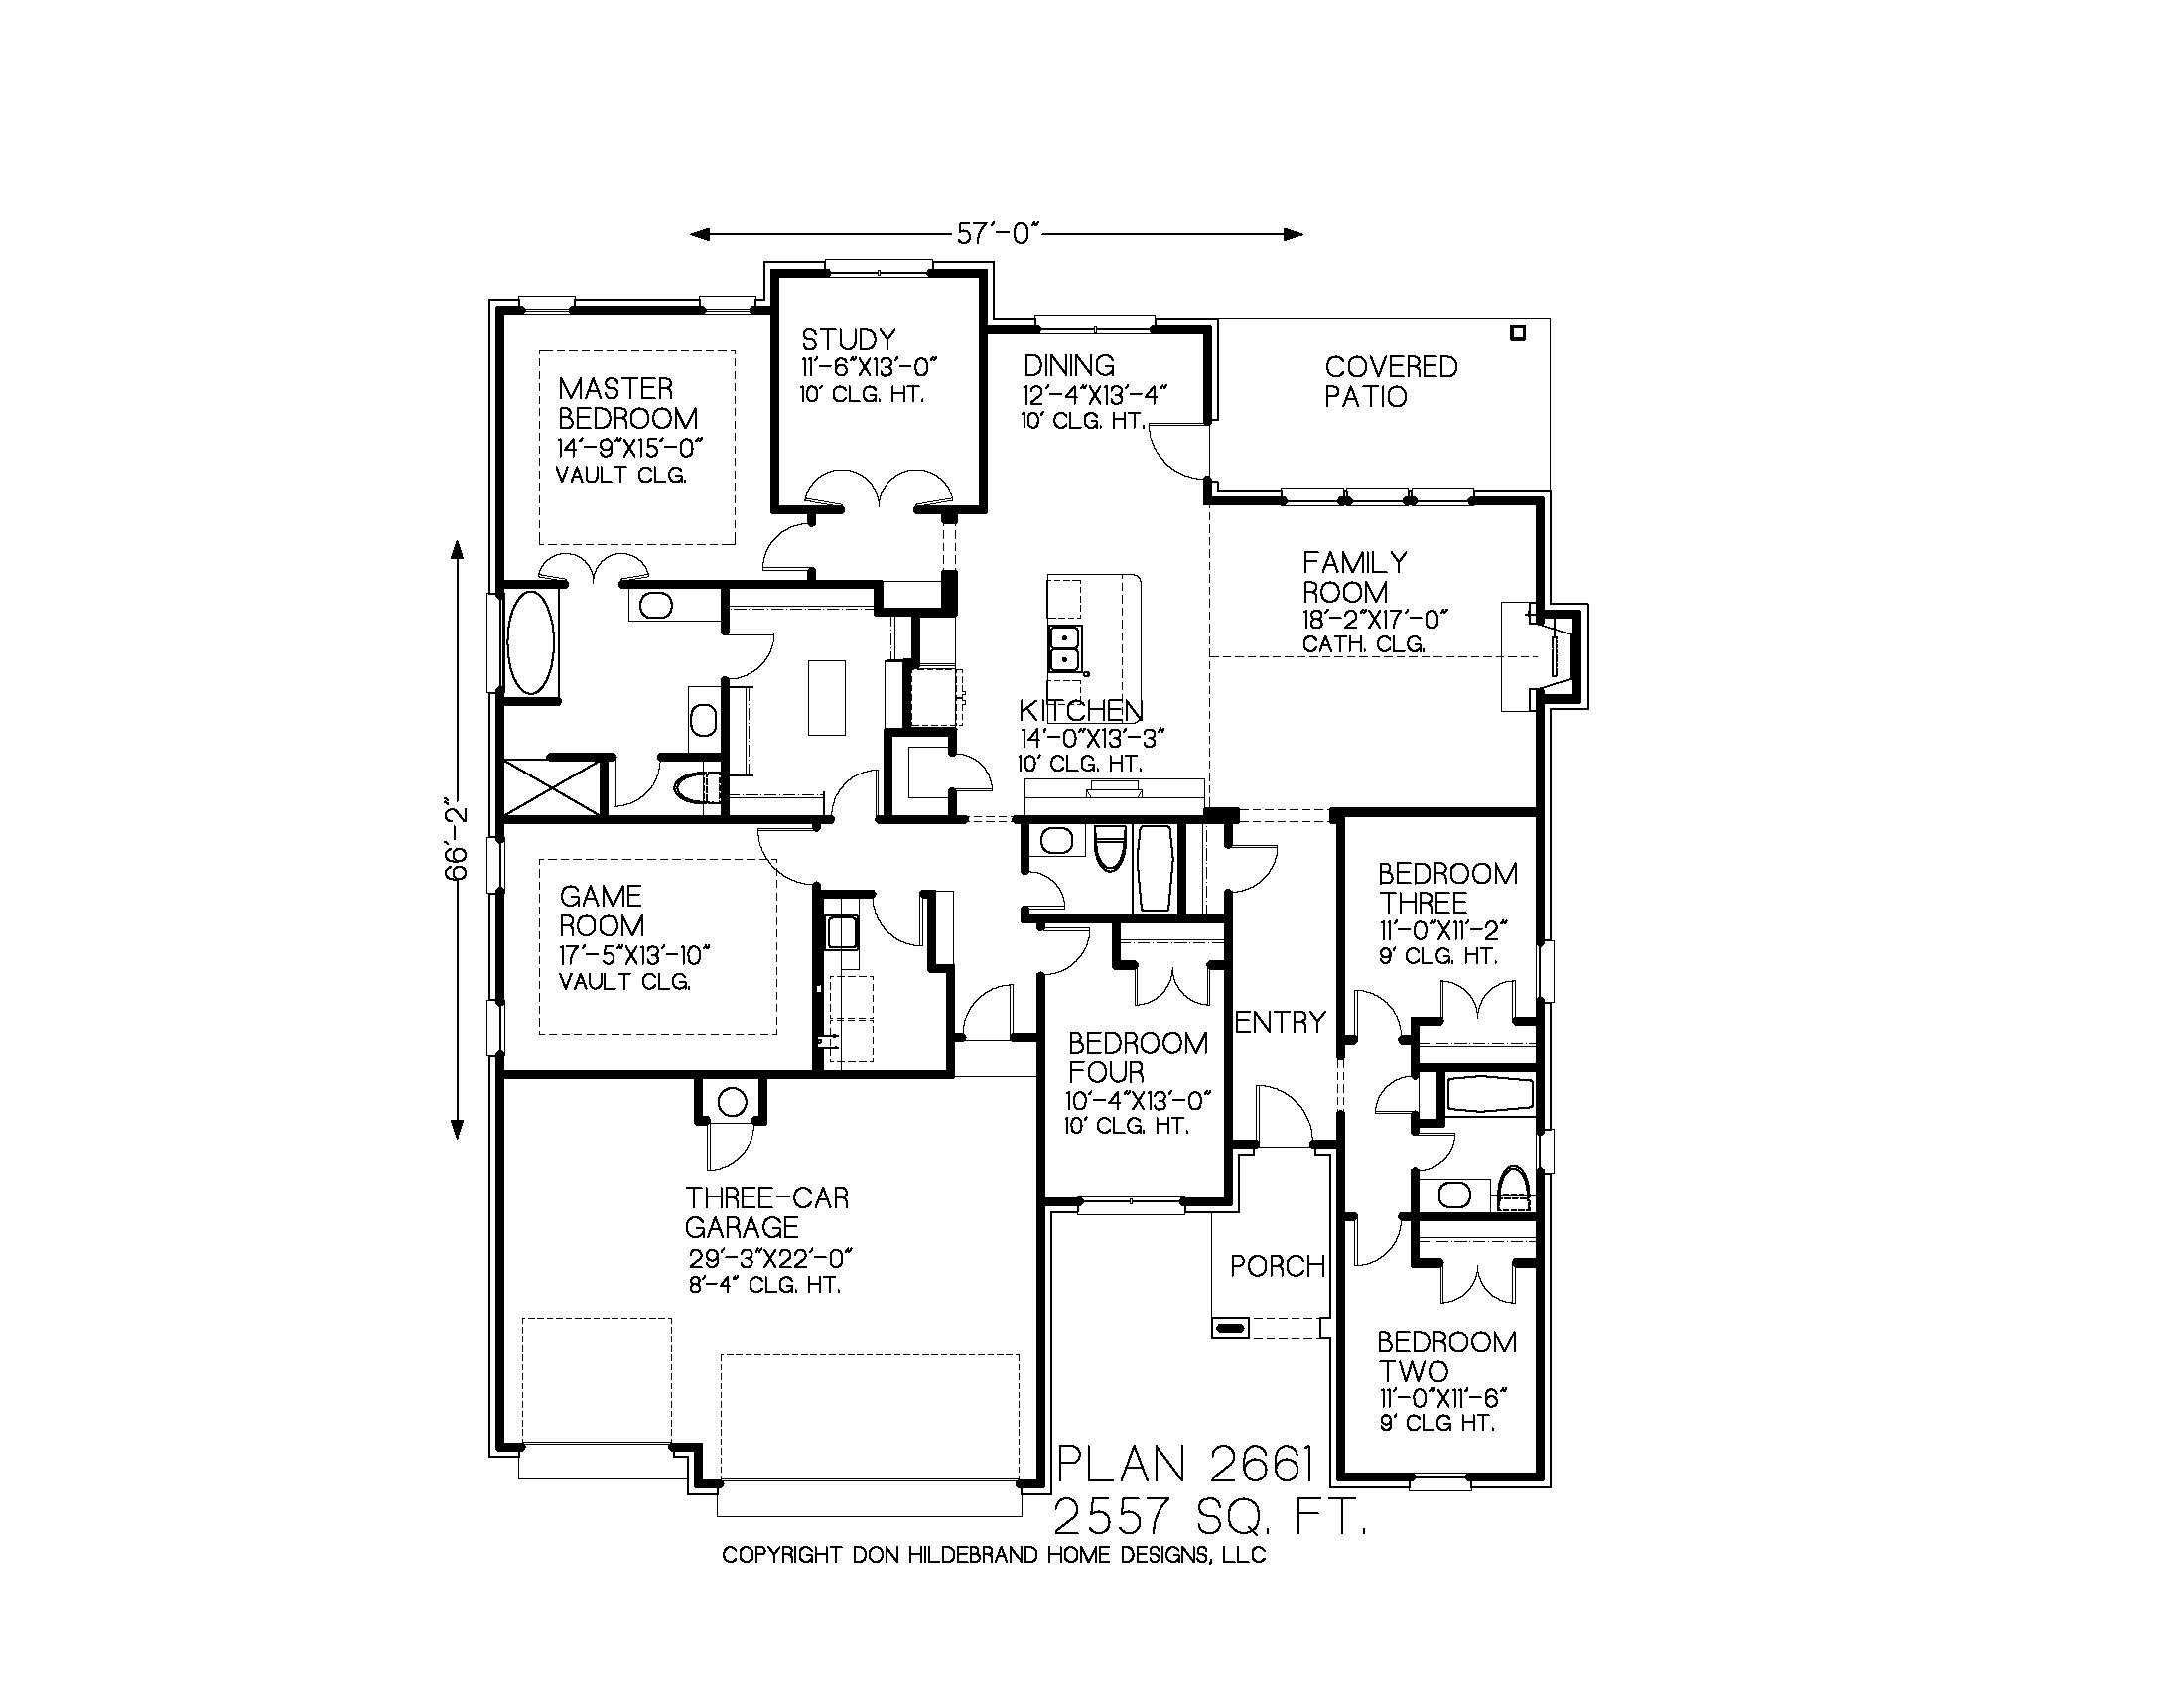 57'-0"
STUDY
11'-6"X13'-0"
10' CLG. HT.
DINING
12'-4"X13'-4"
10' CLG. HT.
COVERED
PATIO
MASTER
BEDROOM
14'-9"X15'-0"
VAULT CLG.
FAMILY
ROOM
18'-2"X17'-0"
CATH. CLG.
KITCHEN
14'-0"X13'-3"
10' CLG. HT.
66'-2"
GAME
ROOM
17'-5"X13'-10"
VAULT CLG.
BEDROOM
THREE
11'-0"X11'-2"
9' CLG. HT.
ENTRY
BEDROOM
FOUR
10'-4"X13'-0"
10' CLG. HT.
THREE-CAR
GARAGE
29'-3"X22'-0"
8'-4" CLG. HT.
PORCH
BEDROOM
TWO
11'-0"X11'-6"
9' CLG HT.
PLAN 2661
2557 SQ. FT.
COPYRIGHT DON HILDEBRAND HOME DESIGNS, LLC